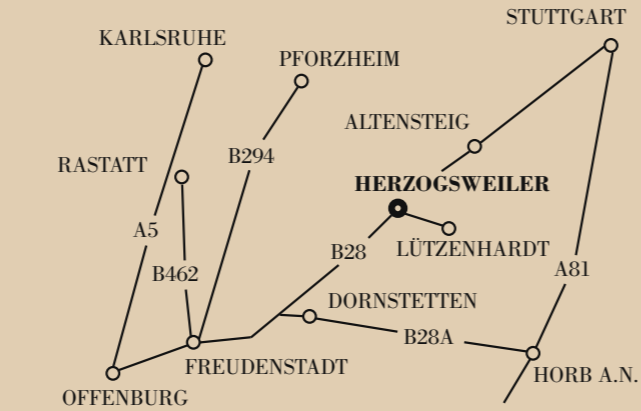 STUTTGART
KARLSRUHE
PFORZHEIM
ALTENSTEIG
B294
RASTATT
HERZOGSWEILER
A5
B28
LÜTZENHARDT
A81
B462
DORNSTETTEN
B28A
FREUDENSTADT
HORB A.N.
OFFENBURG